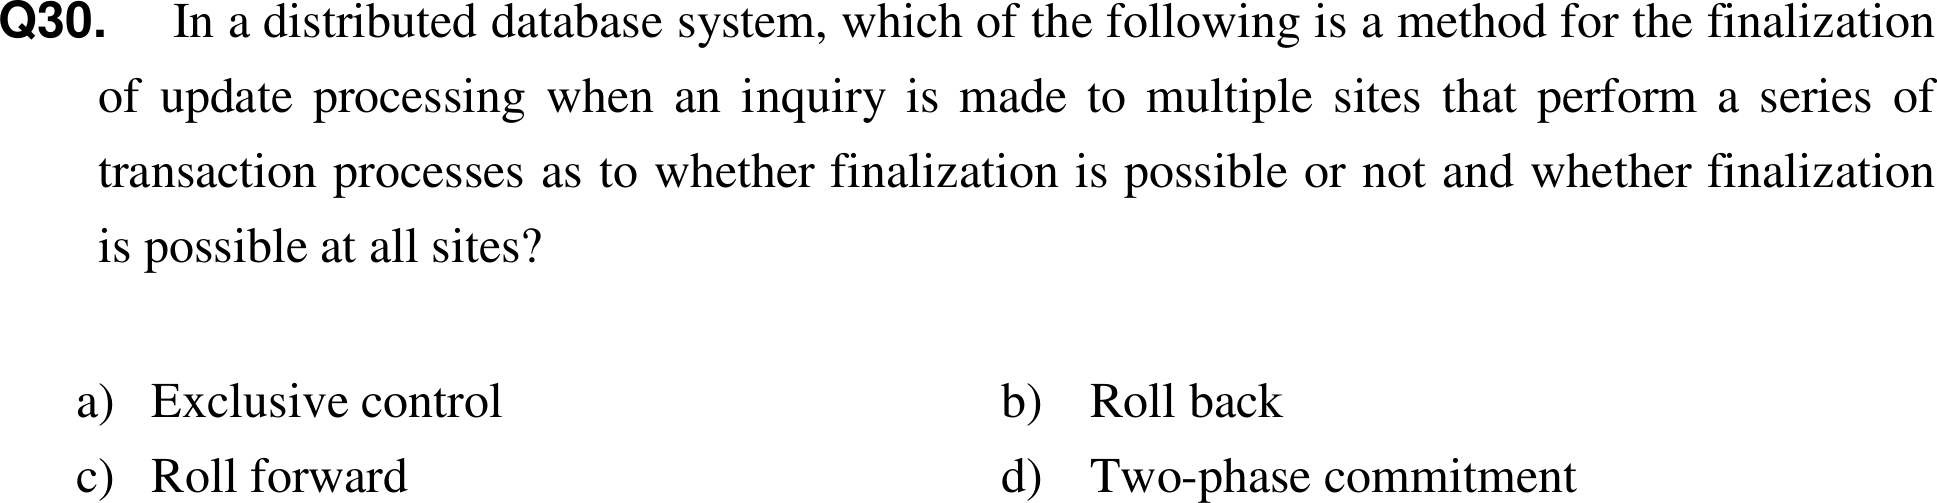 Q30. In a distributed database system, which of the following is a method for the finalization
of update processing when an inquiry is made to multiple sites that perform a series of
transaction processes as to whether finalization is possible or not and whether finalization
is possible at all sites?
a) Exclusive control b) Roll back
c) Roll forward d) Two-phase commitment